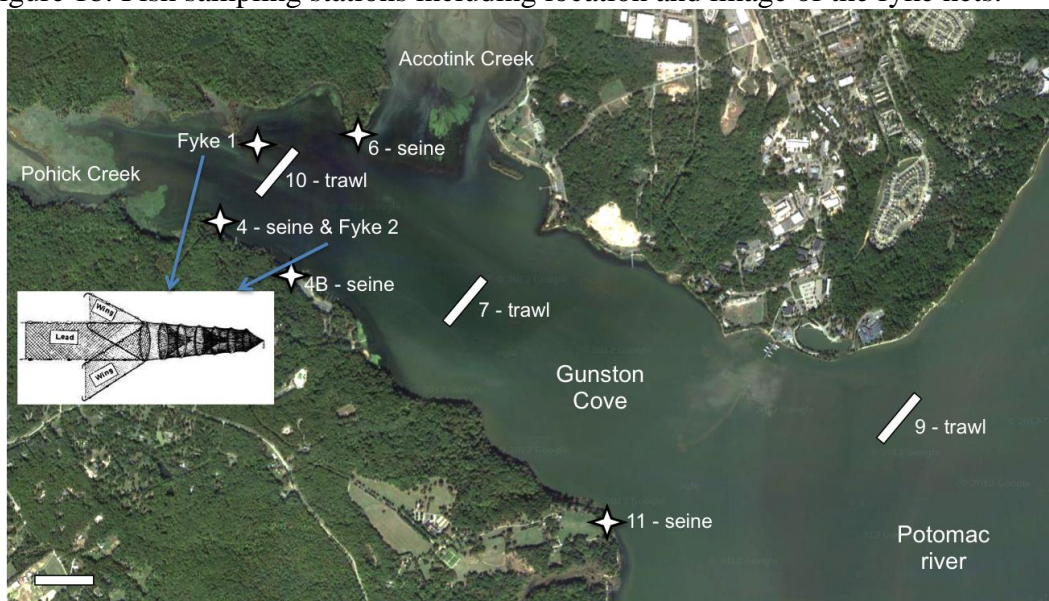 Fish sampling stations including location and image of the fyke nets.
Accotink Creek
Fyke 1
6 - seine
10 - trawl
Pohick Creek
4 - seine & Fyke 2
4B - seine
Wing
Lead
Wing
7 - trawl
Gunston
Cove
9 - trawl
11 - seine
Potomac
river